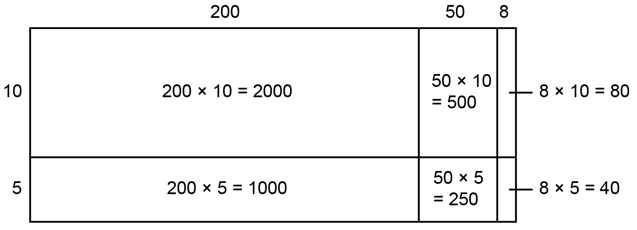 200 50 8
10 200 × 10 = 2000 50 × 10
= 500 8 × 10 = 80
5 200 × 5 = 1000 50 × 5
= 250 8 × 5 = 40